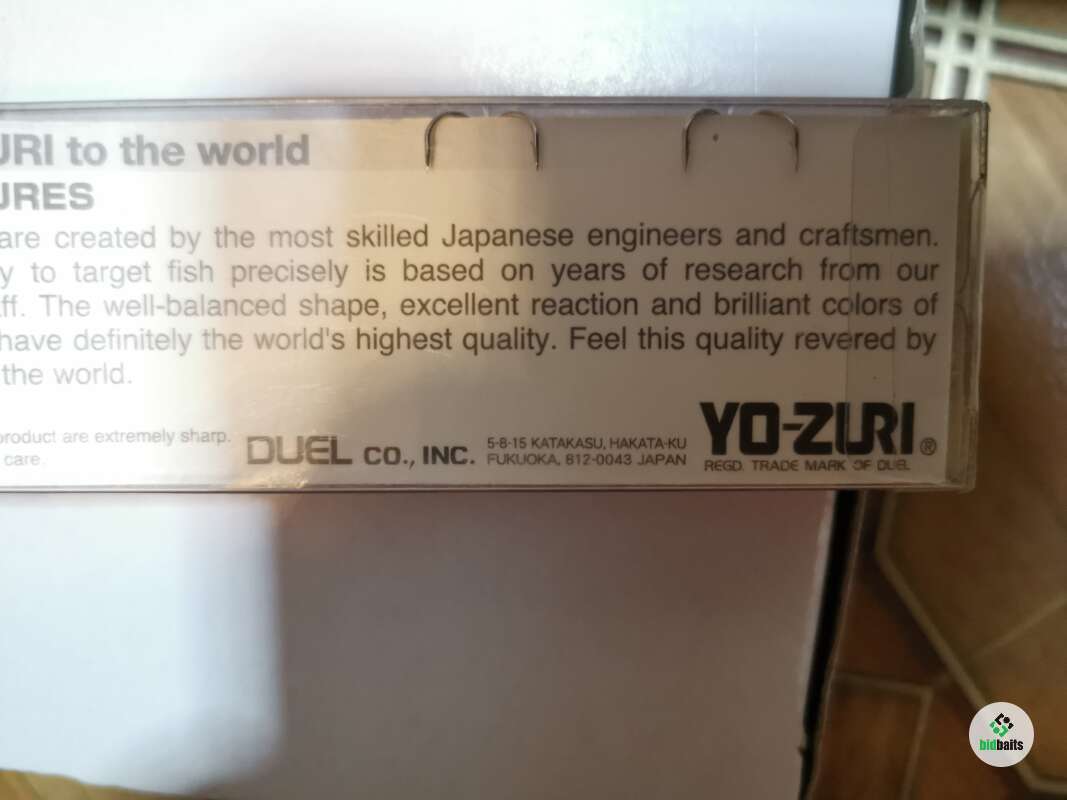 URI to the world
URES
are created by the most skilled Japanese engineers and craftsmen.
y to target fish precisely is based on years of research from our
ff. The well-balanced shape, excellent reaction and brilliant colors of
have definitely the world's highest quality. Feel this quality revered by
the world.
product are extremely sharp.
care.
DUEL CO., INC.
5-8-15 KATAKASU, HAKATA-KU
FUKUOKA, 812-0043 JAPAN
YO-ZURI®
REGD. TRADE MARK OF DUEL
bidbaits